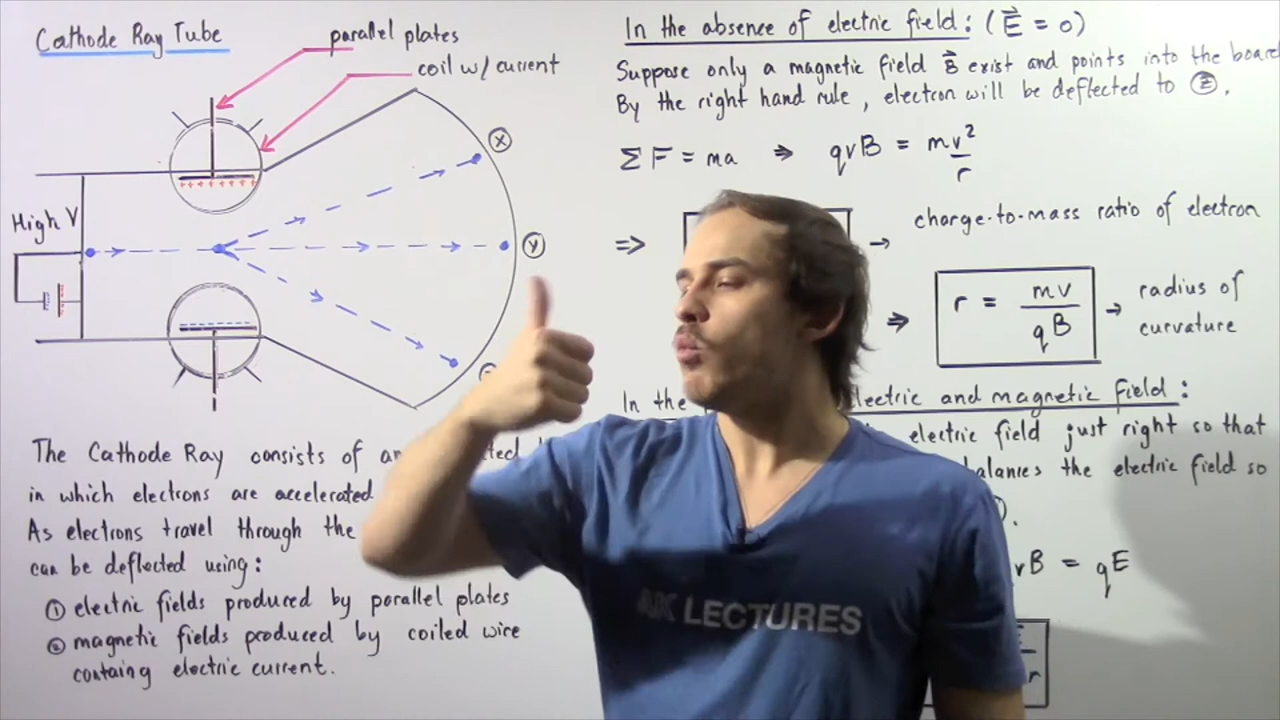 Cathode Ray Tube
parallel plates
coil w/ current
High V
X
Y
The Cathode Ray consists of an
in which electrons are accelerated
As electrons travel through the
can be deflected using:
① electric fields produced by parallel plates
② magnetic fields produced by coiled wire
containg electric current.
In the absence of electric field: (E⃗ = 0)
Suppose only a magnetic field B⃗ exist and points into the board
By the right hand rule, electron will be deflected to Ⓩ.
ΣF = ma ⇒ qvB = mv²/r
⇒ → charge-to-mass ratio of electron
⇒ r = mv/qB → radius of curvature
In the electric and magnetic field:
electric field just right so that
the electric field so
vB = qE
AK LECTURES